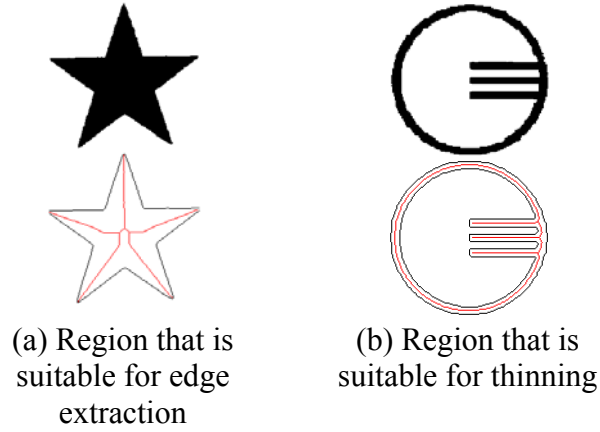 (a) Region that is
suitable for edge
extraction
(b) Region that is
suitable for thinning